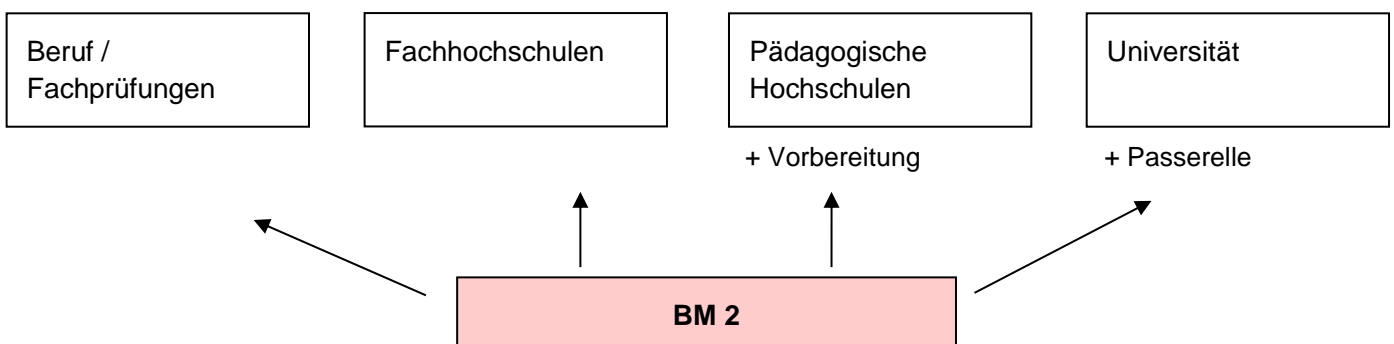 Beruf /
Fachprüfungen
Fachhochschulen
Pädagogische
Hochschulen
Universität
+ Vorbereitung
+ Passerelle
BM 2